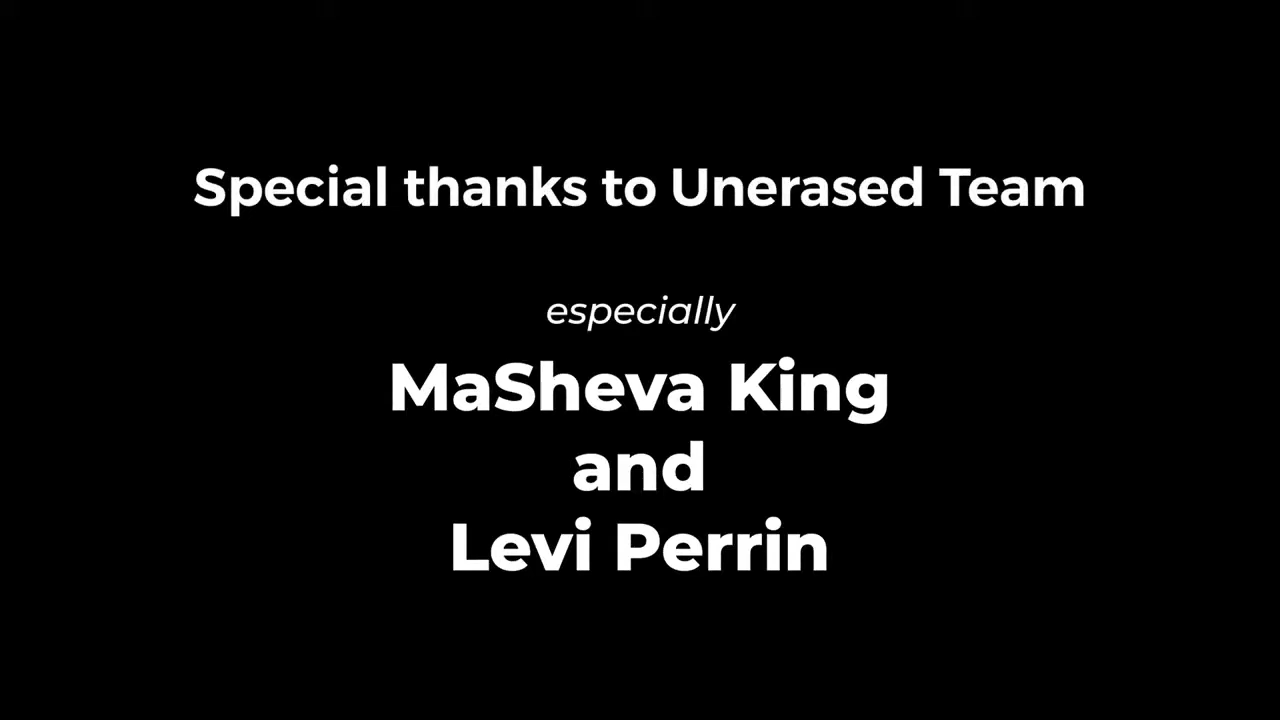 Special thanks to Unerased Team
especially
MaSheva King
and
Levi Perrin